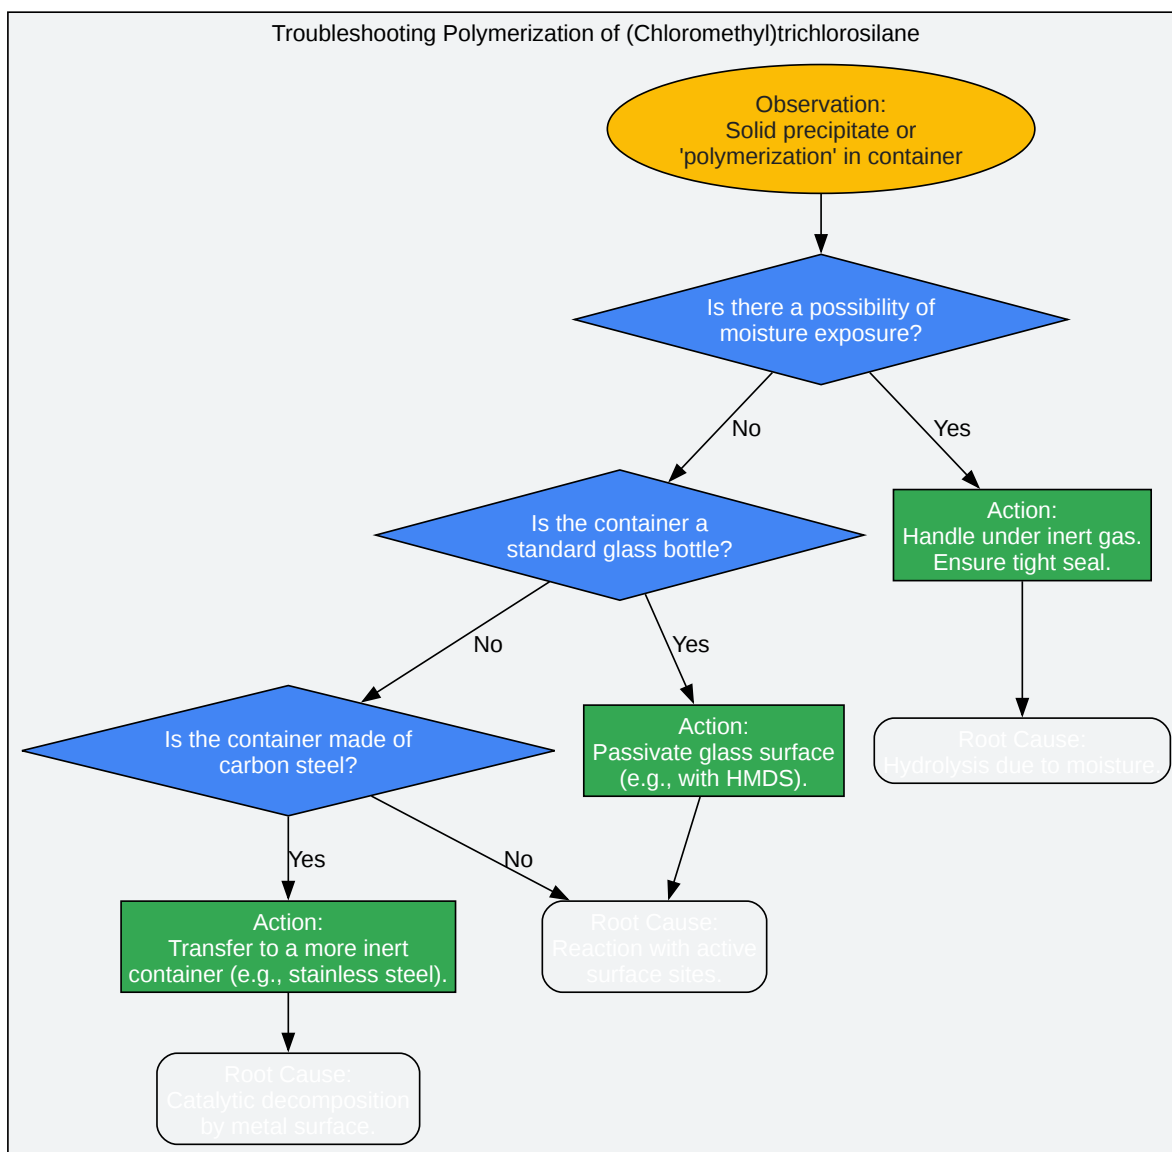 Troubleshooting Polymerization of (Chloromethyl)trichlorosilane
Observation:
Solid precipitate or
'polymerization' in container
Is there a possibility of
moisture exposure?
No
Yes
Is the container a
standard glass bottle?
Action:
Handle under inert gas.
Ensure tight seal.
No
Yes
Is the container made of
carbon steel?
Action:
Passivate glass surface
(e.g., with HMDS).
Root Cause:
Hydrolysis due to moisture.
Yes
No
Action:
Transfer to a more inert
container (e.g., stainless steel).
Root Cause:
Reaction with active
surface sites.
Root Cause:
Catalytic decomposition
by metal surface.